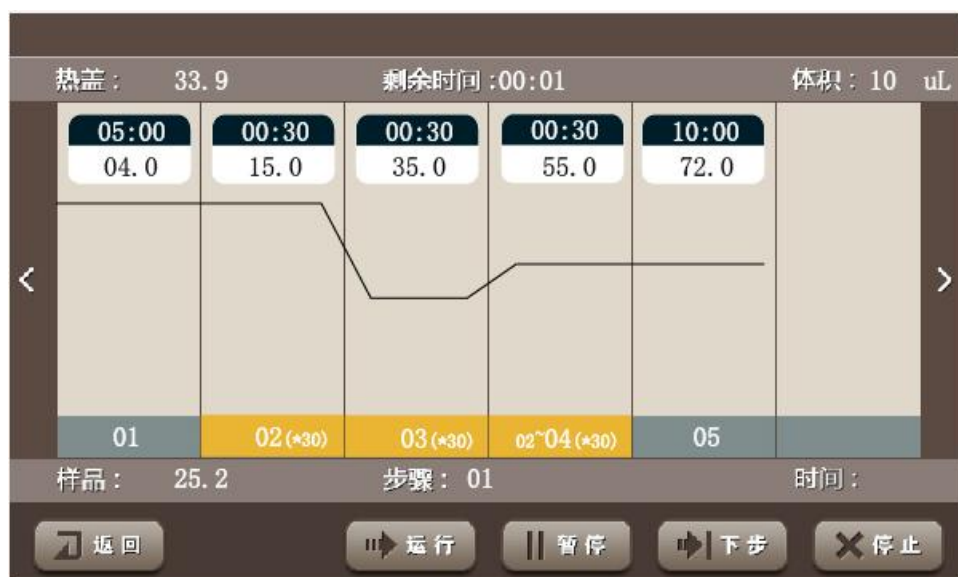 热盖： 33.9 剩余时间:00:01 体积：10 uL
05:00 00:30 00:30 00:30 10:00
04.0 15.0 35.0 55.0 72.0
01 02(*30) 03(*30) 02~04(*30) 05
样品： 25.2 步骤：01 时间：
返回 运行 暂停 下步 停止